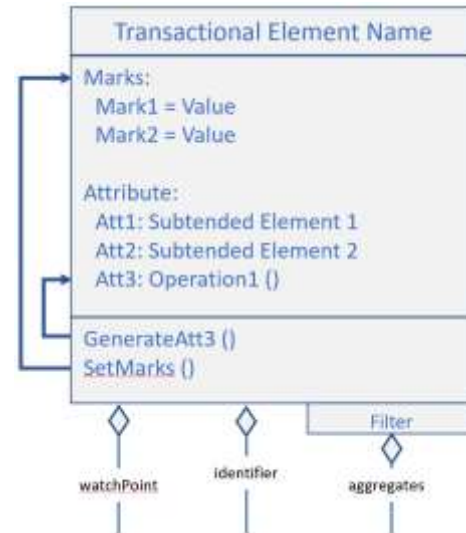 Transactional Element Name
Marks:
Mark1 = Value
Mark2 = Value
Attribute:
Att1: Subtended Element 1
Att2: Subtended Element 2
Att3: Operation1 ()
GenerateAtt3 ()
SetMarks ()
Filter
watchPoint
identifier
aggregates